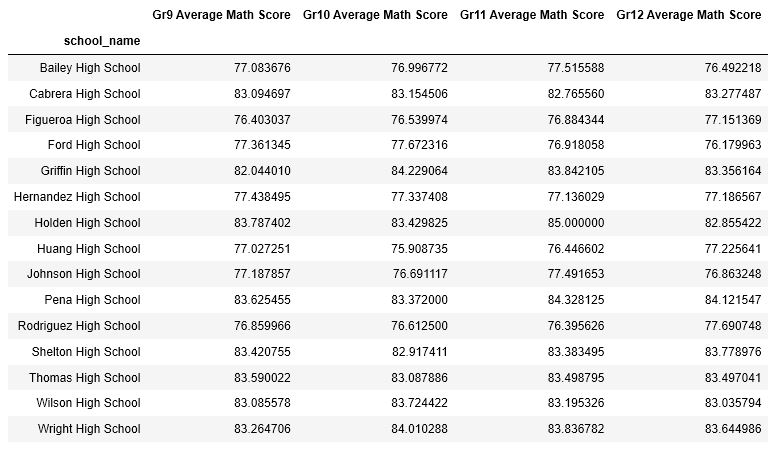 Gr9 Average Math Score Gr10 Average Math Score Gr11 Average Math Score Gr12 Average Math Score
school_name
Bailey High School 77.083676 76.996772 77.515588 76.492218
Cabrera High School 83.094697 83.154506 82.765560 83.277487
Figueroa High School 76.403037 76.539974 76.884344 77.151369
Ford High School 77.361345 77.672316 76.918058 76.179963
Griffin High School 82.044010 84.229064 83.842105 83.356164
Hernandez High School 77.438495 77.337408 77.136029 77.186567
Holden High School 83.787402 83.429825 85.000000 82.855422
Huang High School 77.027251 75.908735 76.446602 77.225641
Johnson High School 77.187857 76.691117 77.491653 76.863248
Pena High School 83.625455 83.372000 84.328125 84.121547
Rodriguez High School 76.859966 76.612500 76.395626 77.690748
Shelton High School 83.420755 82.917411 83.383495 83.778976
Thomas High School 83.590022 83.087886 83.498795 83.497041
Wilson High School 83.085578 83.724422 83.195326 83.035794
Wright High School 83.264706 84.010288 83.836782 83.644986